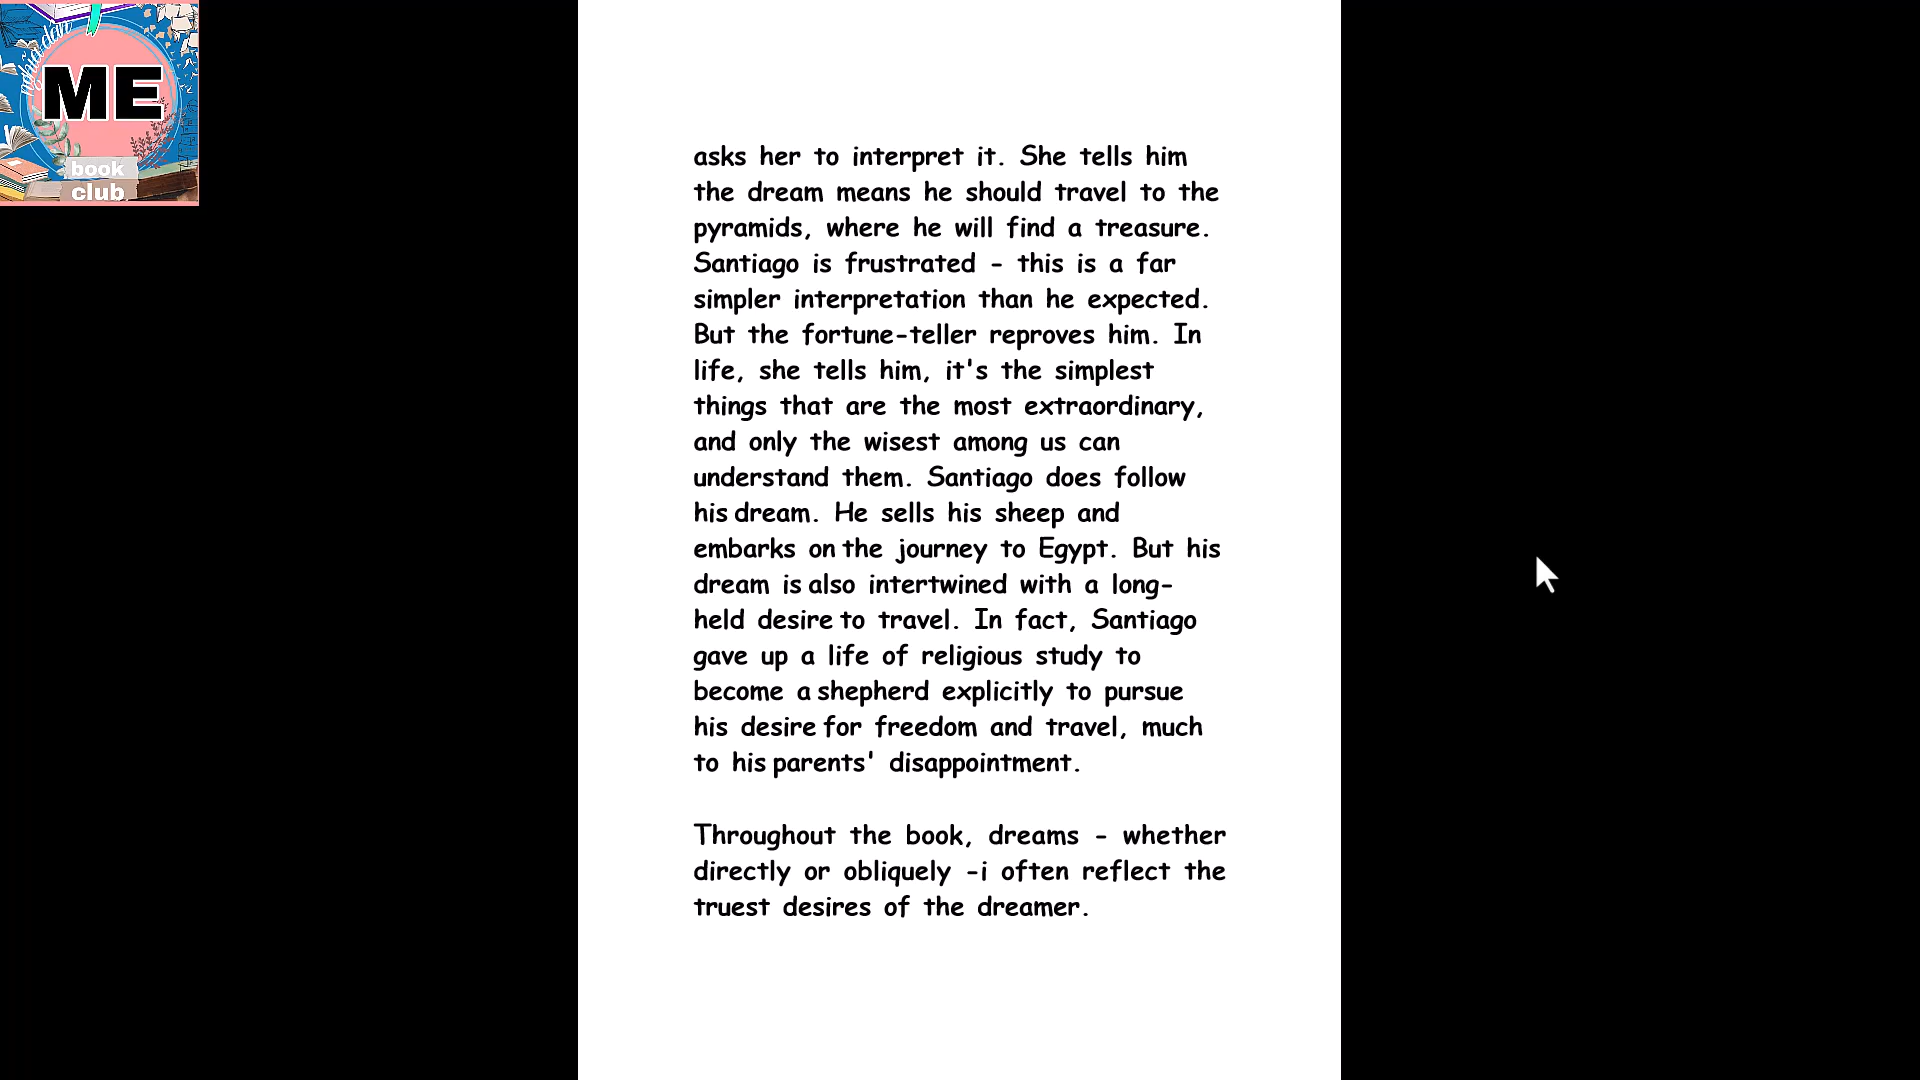 ME
book
club
asks her to interpret it. She tells him
the dream means he should travel to the
pyramids, where he will find a treasure.
Santiago is frustrated - this is a far
simpler interpretation than he expected.
But the fortune-teller reproves him. In
life, she tells him, it's the simplest
things that are the most extraordinary,
and only the wisest among us can
understand them. Santiago does follow
his dream. He sells his sheep and
embarks on the journey to Egypt. But his
dream is also intertwined with a long-
held desire to travel. In fact, Santiago
gave up a life of religious study to
become a shepherd explicitly to pursue
his desire for freedom and travel, much
to his parents' disappointment.
Throughout the book, dreams - whether
directly or obliquely -i often reflect the
truest desires of the dreamer.